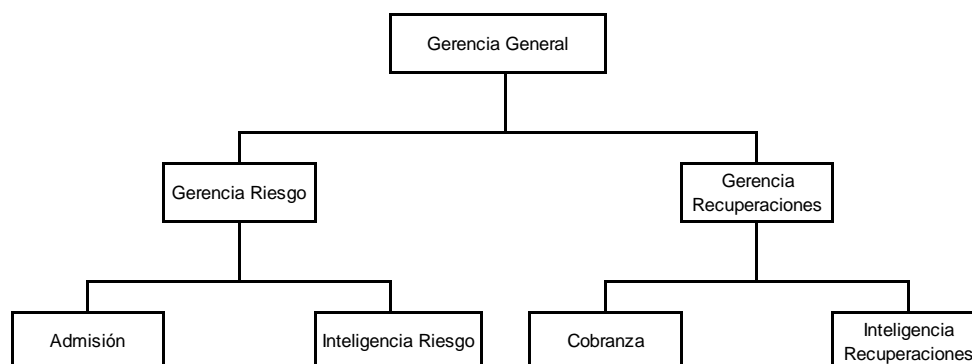 Gerencia General
Gerencia Riesgo
Gerencia
Recuperaciones
Admisión
Inteligencia Riesgo
Cobranza
Inteligencia
Recuperaciones